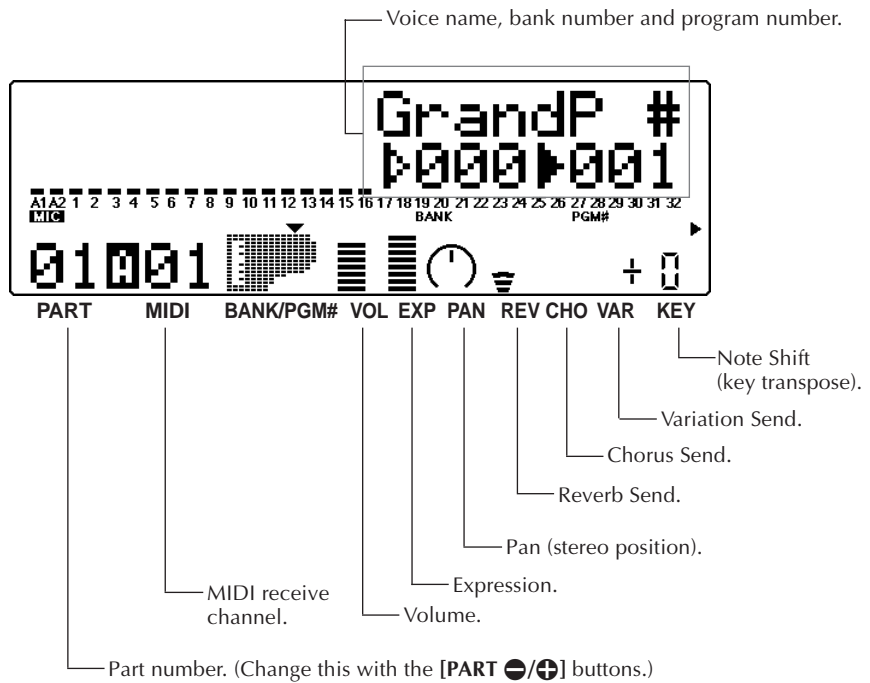 Voice name, bank number and program number.
GrandP #
000 001
A1 A2 1 2 3 4 5 6 7 8 9 10 11 12 13 14 15 16 17 18 19 20 21 22 23 24 25 26 27 28 29 30 31 32
MIC BANK PGM#
01 A01 ÷ 0
PART MIDI BANK/PGM# VOL EXP PAN REV CHO VAR KEY
Note Shift
(key transpose).
Variation Send.
Chorus Send.
Reverb Send.
Pan (stereo position).
Expression.
MIDI receive
channel.
Volume.
Part number. (Change this with the [PART −/+] buttons.)